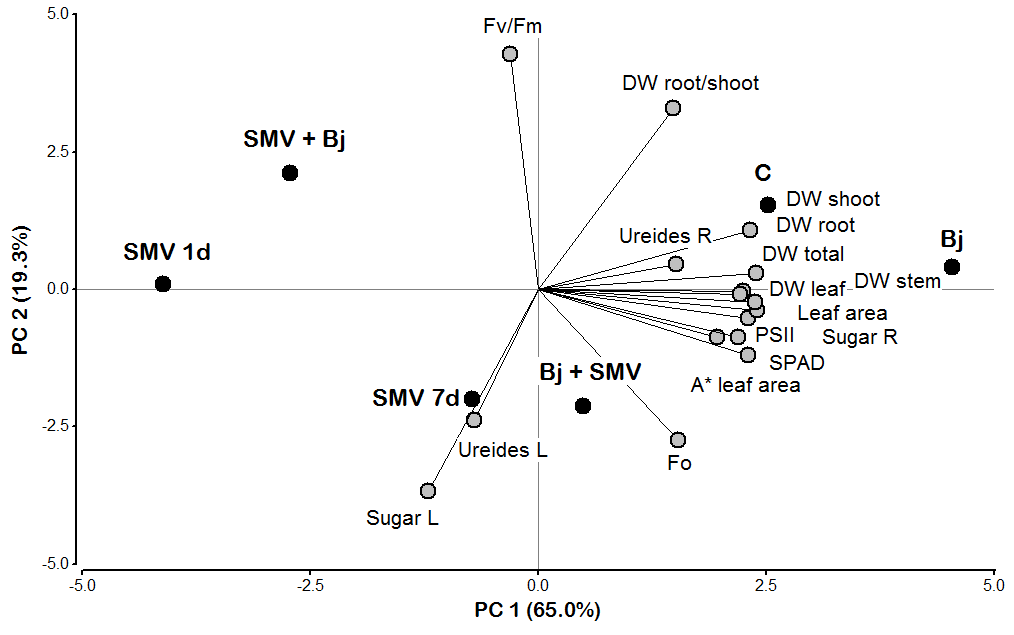 5.0
Fv/Fm
DW root/shoot
SMV + Bj
2.5
C
DW shoot
DW root
Ureides R
Bj
SMV 1d
DW total
DW stem
0.0
DW leaf
Leaf area
PSII
Sugar R
SPAD
Bj + SMV
A* leaf area
SMV 7d
-2.5
Ureides L
Fo
Sugar L
-5.0
-5.0
-2.5
0.0
2.5
5.0
PC 1 (65.0%)
PC 2 (19.3%)